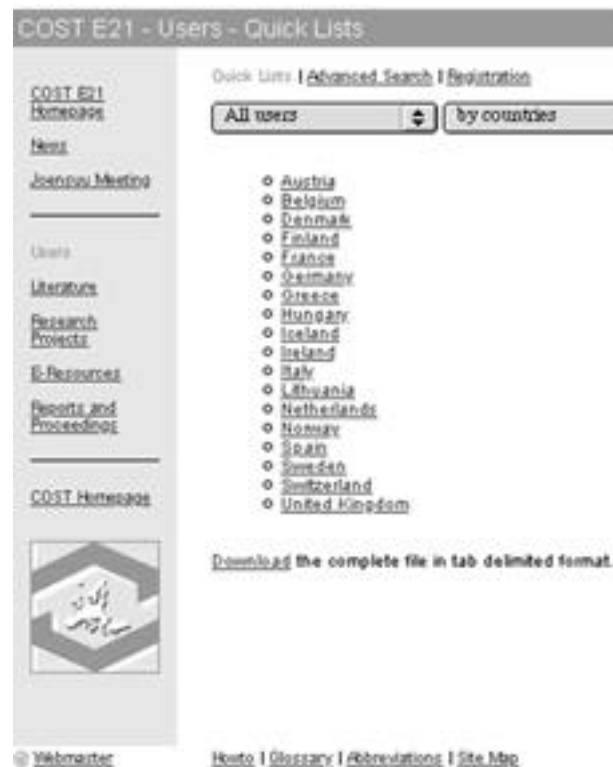 COST E21 - Users - Quick Lists
Quick Lists | Advanced Search | Registration
All users
by countries
COST E21
Homepage
News
Joensuu Meeting
Users
Literature
Research
Projects
E-Resources
Reports and
Proceedings
COST Homepage
Austria
Belgium
Denmark
Finland
France
Germany
Greece
Hungary
Iceland
Ireland
Italy
Lithuania
Netherlands
Norway
Spain
Sweden
Switzerland
United Kingdom
Download the complete file in tab delimited format.
@ Webmaster
Howto | Glossary | Abbreviations | Site Map